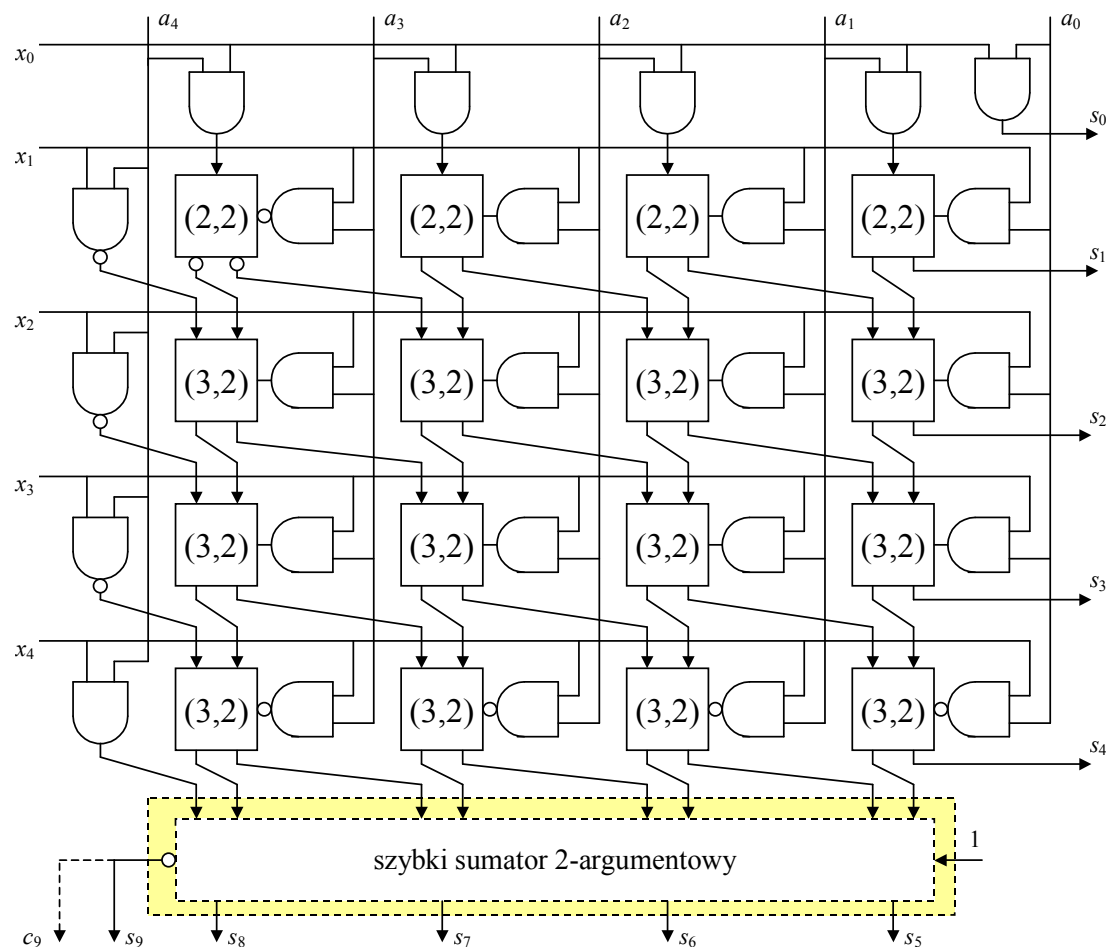 a4 a3 a2 a1 a0
x0
s0
x1
(2,2) (2,2) (2,2) (2,2)
s1
x2
(3,2) (3,2) (3,2) (3,2)
s2
x3
(3,2) (3,2) (3,2) (3,2)
s3
x4
(3,2) (3,2) (3,2) (3,2)
s4
1
szybki sumator 2-argumentowy
c9 s9 s8 s7 s6 s5